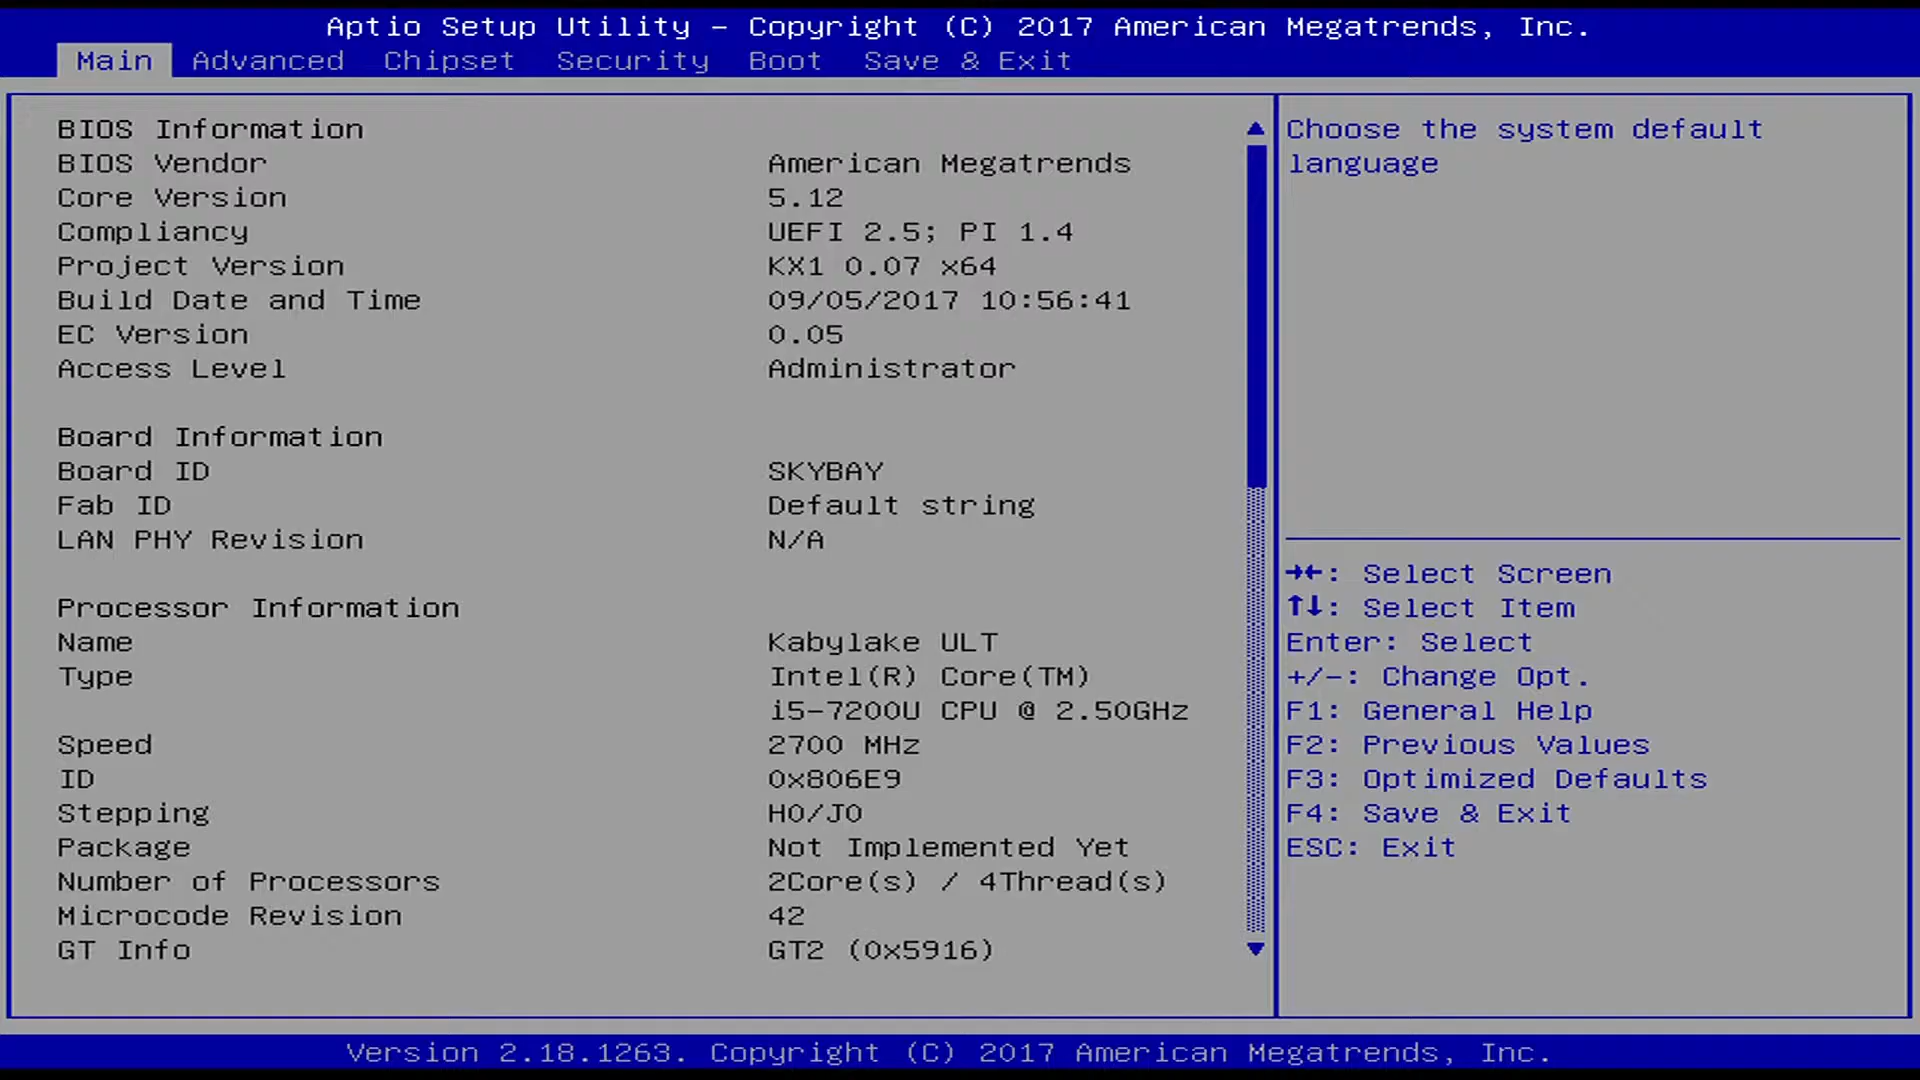 Aptio Setup Utility – Copyright (C) 2017 American Megatrends, Inc.
Main Advanced Chipset Security Boot Save & Exit
BIOS Information
BIOS Vendor American Megatrends
Core Version 5.12
Compliancy UEFI 2.5; PI 1.4
Project Version KX1 0.07 x64
Build Date and Time 09/05/2017 10:56:41
EC Version 0.05
Access Level Administrator
Board Information
Board ID SKYBAY
Fab ID Default string
LAN PHY Revision N/A
Processor Information
Name Kabylake ULT
Type Intel(R) Core(TM)
i5-7200U CPU @ 2.50GHz
Speed 2700 MHz
ID 0x806E9
Stepping H0/J0
Package Not Implemented Yet
Number of Processors 2Core(s) / 4Thread(s)
Microcode Revision 42
GT Info GT2 (0x5916)
Choose the system default
language
→←: Select Screen
↑↓: Select Item
Enter: Select
+/-: Change Opt.
F1: General Help
F2: Previous Values
F3: Optimized Defaults
F4: Save & Exit
ESC: Exit
Version 2.18.1263. Copyright (C) 2017 American Megatrends, Inc.